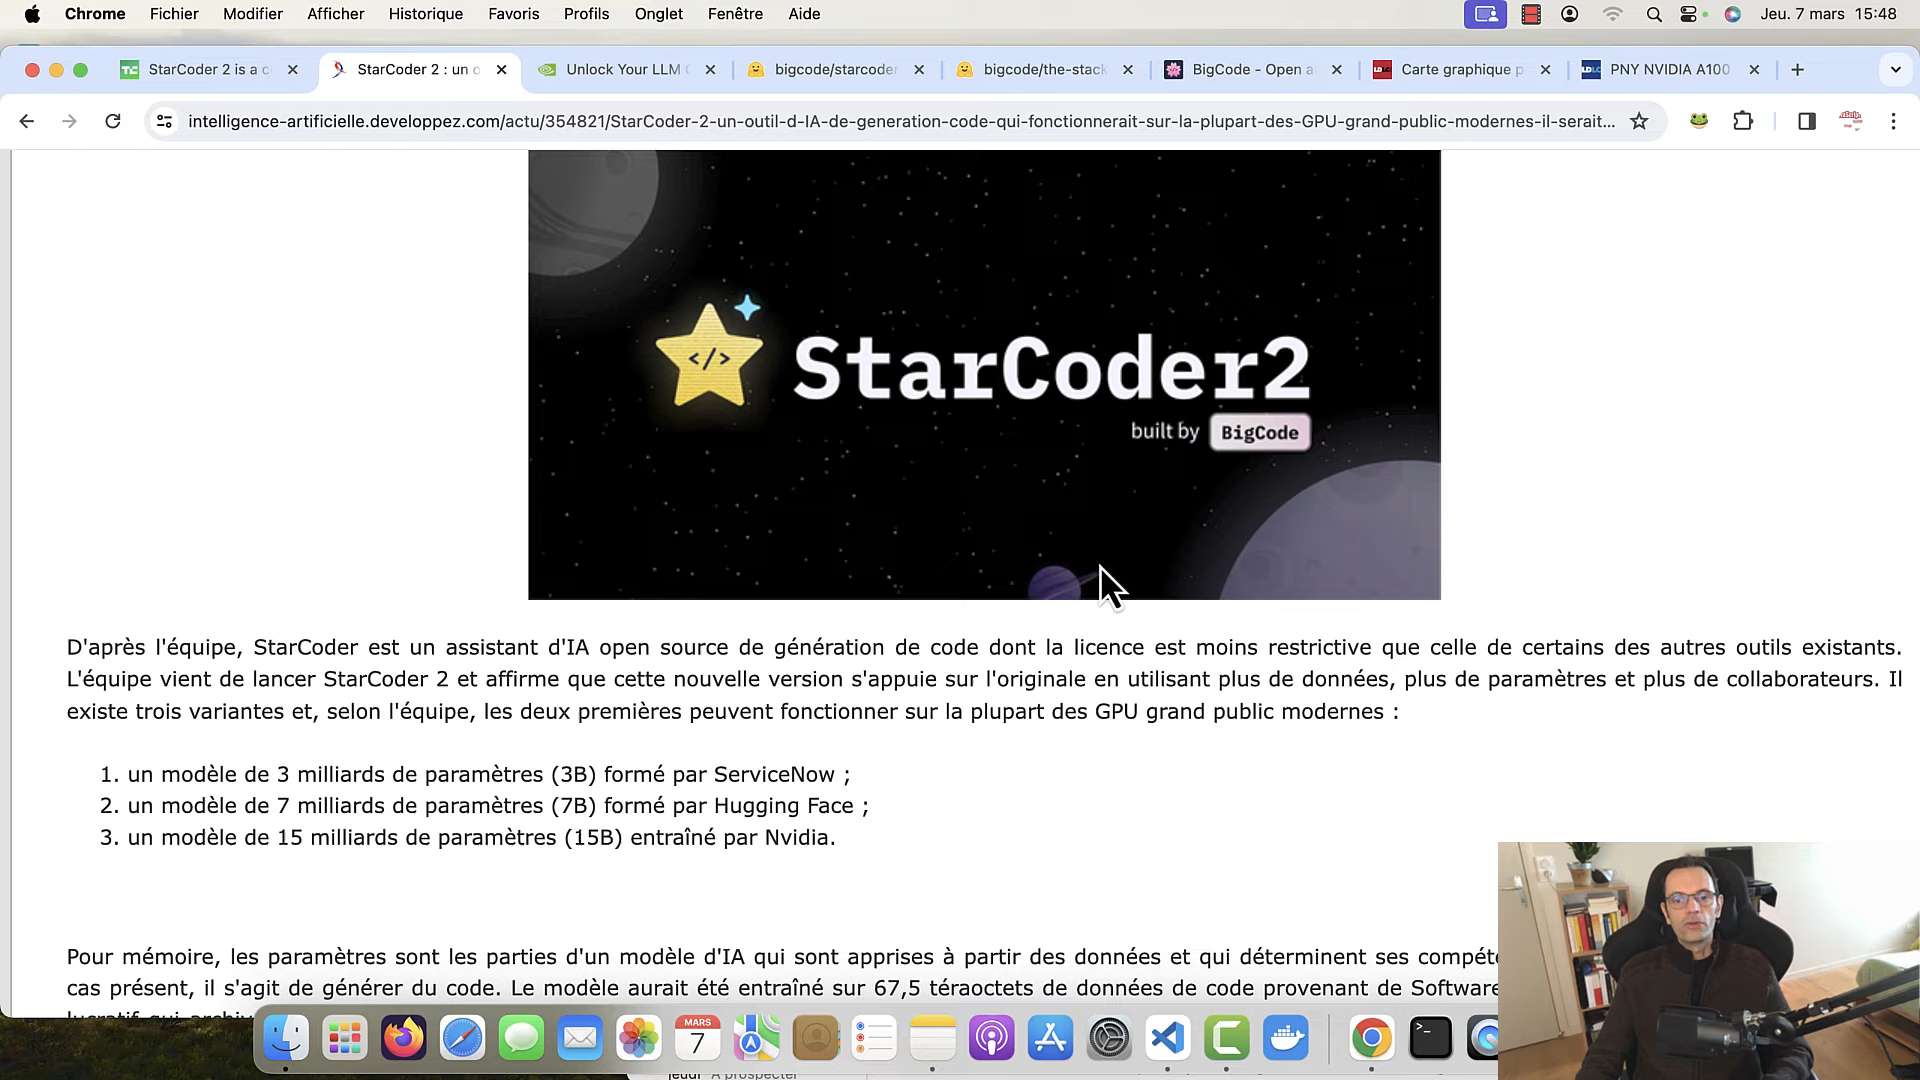 Chrome Fichier Modifier Afficher Historique Favoris Profils Onglet Fenêtre Aide Jeu. 7 mars 15:48
StarCoder 2 is a c StarCoder 2 : un o Unlock Your LLM bigcode/starcoder bigcode/the-stack BigCode - Open a Carte graphique p PNY NVIDIA A100
intelligence-artificielle.developpez.com/actu/354821/StarCoder-2-un-outil-d-IA-de-generation-code-qui-fonctionnerait-sur-la-plupart-des-GPU-grand-public-modernes-il-serait...
</>
StarCoder2
built by BigCode
D'après l'équipe, StarCoder est un assistant d'IA open source de génération de code dont la licence est moins restrictive que celle de certains des autres outils existants.
L'équipe vient de lancer StarCoder 2 et affirme que cette nouvelle version s'appuie sur l'originale en utilisant plus de données, plus de paramètres et plus de collaborateurs. Il
existe trois variantes et, selon l'équipe, les deux premières peuvent fonctionner sur la plupart des GPU grand public modernes :
1. un modèle de 3 milliards de paramètres (3B) formé par ServiceNow ;
2. un modèle de 7 milliards de paramètres (7B) formé par Hugging Face ;
3. un modèle de 15 milliards de paramètres (15B) entraîné par Nvidia.
Pour mémoire, les paramètres sont les parties d'un modèle d'IA qui sont apprises à partir des données et qui déterminent ses compéte
cas présent, il s'agit de générer du code. Le modèle aurait été entraîné sur 67,5 téraoctets de données de code provenant de Software
MARS
7